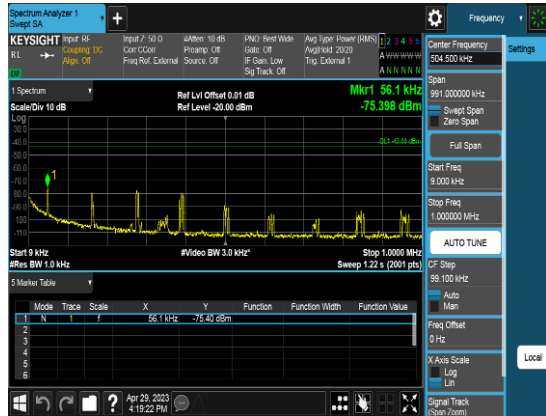 Spectrum Analyzer 1
Swept SA
+
Frequency
KEYSIGHT
RL
Input: RF
Coupling: DC
Align: Off
Input Z: 50 Ω
Corr CCorr
Freq Ref: External
#Atten: 10 dB
Preamp: Off
Source: Off
PNO: Best Wide
Gate: Off
IF Gain: Low
Sig Track: Off
Avg Type: Power (RMS)
Avg|Hold: 20/20
Trig: External 1
1 2 3 4 5 6
A W W W W W
A N N N N N
1 Spectrum
Scale/Div 10 dB
Log
Ref Lvl Offset 0.01 dB
Ref Level -20.00 dBm
Mkr1 56.1 kHz
-75.398 dBm
DL1 -43.00 dBm
-30.0
-40.0
-50.0
-60.0
-70.0
-80.0
-90.0
-100
-110
1
Start 9 kHz
#Res BW 1.0 kHz
#Video BW 3.0 kHz*
Stop 1.0000 MHz
Sweep 1.22 s (2001 pts)
5 Marker Table
Mode Trace Scale X Y Function Function Width Function Value
1 N 1 f 56.1 kHz -75.40 dBm
2
3
4
5
6
Apr 29, 2023
4:19:22 PM
Center Frequency
504.500 kHz
Span
991.000000 kHz
Swept Span
Zero Span
Full Span
Start Freq
9.000 kHz
Stop Freq
1.000000 MHz
AUTO TUNE
CF Step
99.100 kHz
Auto
Man
Freq Offset
0 Hz
X Axis Scale
Log
Lin
Signal Track
(Span Zoom)
Settings
Local